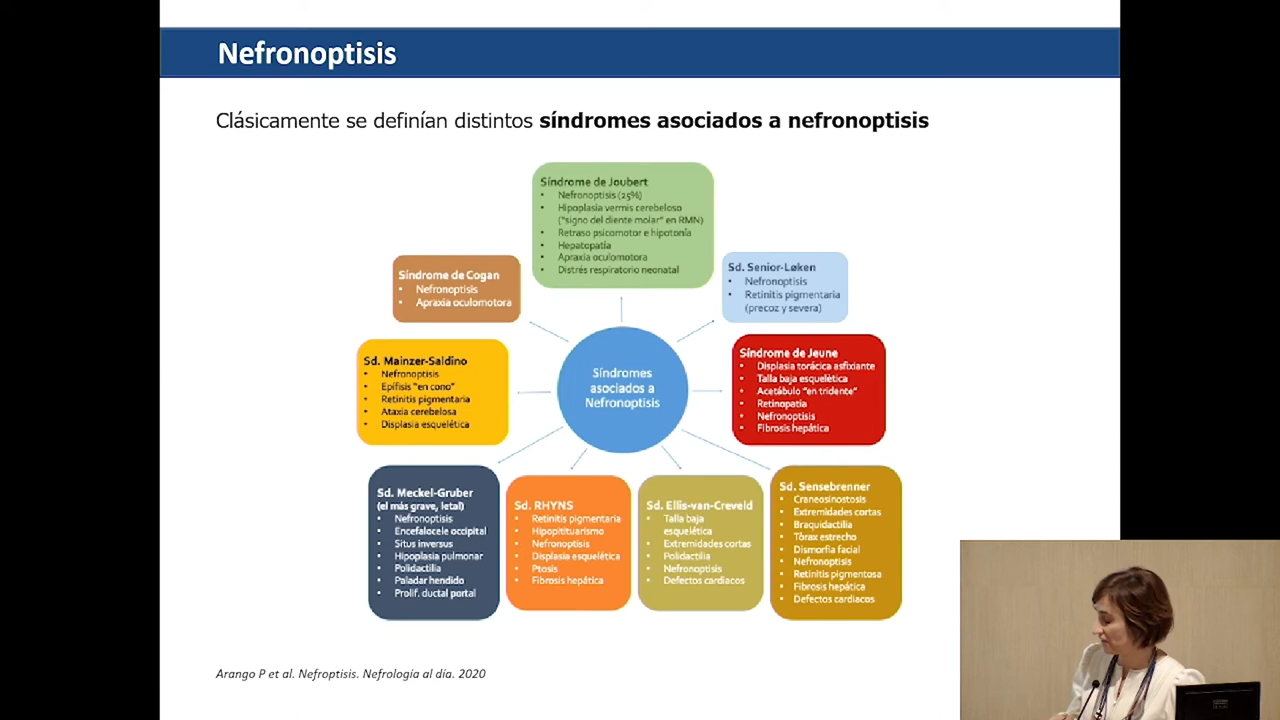 Nefronoptisis
Clásicamente se definían distintos síndromes asociados a nefronoptisis
Síndrome de Joubert
• Nefronoptisis (25%)
• Hipoplasia vermis cerebeloso
("signo del diente molar" en RMN)
• Retraso psicomotor e hipotonía
• Hepatopatía
• Apraxia oculomotora
• Distrés respiratorio neonatal
Síndrome de Cogan
• Nefronoptisis
• Apraxia oculomotora
Sd. Senior-Løken
• Nefronoptisis
• Retinitis pigmentaria
(precoz y severa)
Sd. Mainzer-Saldino
• Nefronoptisis
• Epífisis "en cono"
• Retinitis pigmentaria
• Ataxia cerebelosa
• Displasia esquelética
Síndromes
asociados a
Nefronoptisis
Síndrome de Jeune
• Displasia torácica asfixiante
• Talla baja esquelética
• Acetábulo "en tridente"
• Retinopatía
• Nefronoptisis
• Fibrosis hepática
Sd. Meckel-Gruber
(el más grave, letal)
• Nefronoptisis
• Encefalocele occipital
• Situs inversus
• Hipoplasia pulmonar
• Polidactilia
• Paladar hendido
• Prolif. ductal portal
Sd. RHYNS
• Retinitis pigmentaria
• Hipopitituarismo
• Nefronoptisis
• Displasia esquelética
• Ptosis
• Fibrosis hepática
Sd. Ellis-van-Creveld
• Talla baja
esquelética
• Extremidades cortas
• Polidactilia
• Nefronoptisis
• Defectos cardiacos
Sd. Sensebrenner
• Craneosinostosis
• Extremidades cortas
• Braquidactilia
• Tórax estrecho
• Dismorfia facial
• Nefronoptisis
• Retinitis pigmentosa
• Fibrosis hepática
• Defectos cardiacos
Arango P et al. Nefroptisis. Nefrología al día. 2020